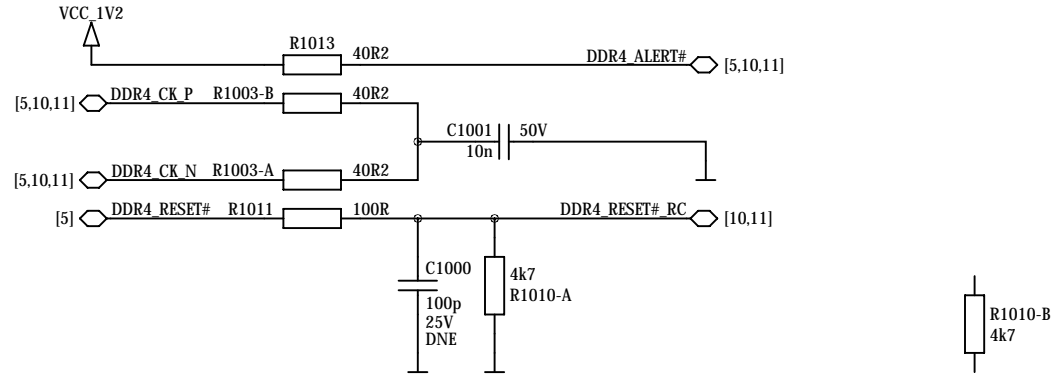 VCC_1V2
R1013 40R2 DDR4_ALERT# [5,10,11]
[5,10,11] DDR4_CK_P R1003-B 40R2
C1001 50V
10n
[5,10,11] DDR4_CK_N R1003-A 40R2
[5] DDR4_RESET# R1011 100R DDR4_RESET#_RC [10,11]
C1000
100p
25V
DNE
4k7
R1010-A
R1010-B
4k7